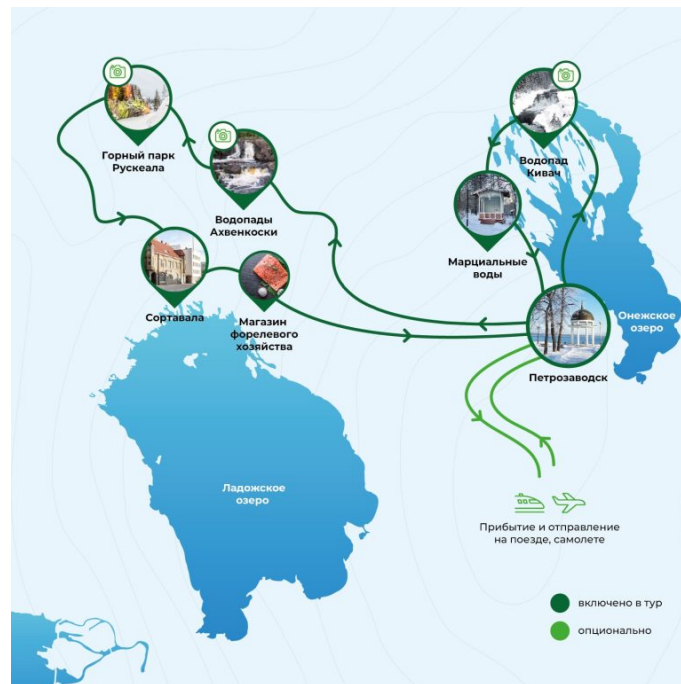 Горный парк
Рускеала
Водопады
Ахвенкоски
Водопад
Кивач
Марциальные
воды
Сортавала
Магазин
форелевого
хозяйства
Онежское
озеро
Петрозаводск
Ладожское
озеро
Прибытие и отправление
на поезде, самолете
включено в тур
опционально